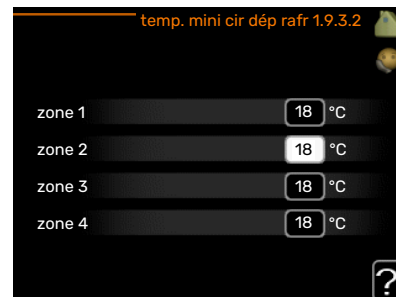 temp. mini cir dép rafr 1.9.3.2
zone 1 18 °C
zone 2 18 °C
zone 3 18 °C
zone 4 18 °C
?